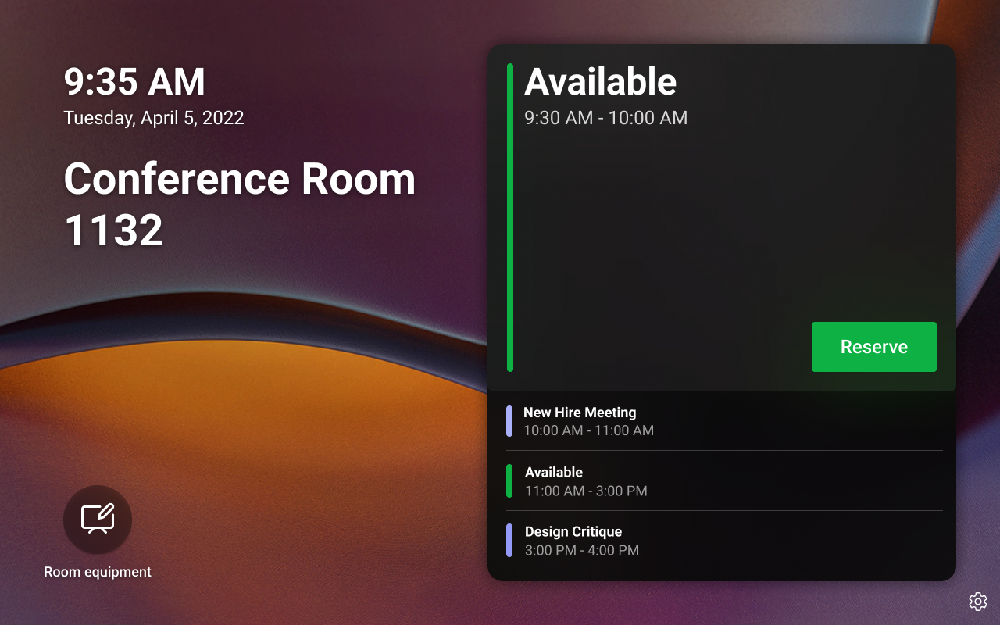 9:35 AM
Tuesday, April 5, 2022
Conference Room
1132
Room equipment
Available
9:30 AM - 10:00 AM
Reserve
New Hire Meeting
10:00 AM - 11:00 AM
Available
11:00 AM - 3:00 PM
Design Critique
3:00 PM - 4:00 PM